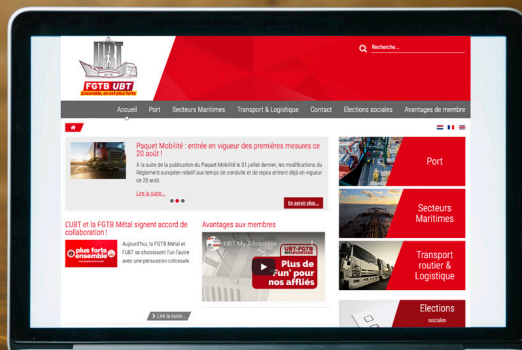 UBT
FGTB UBT
Ensemble, on est plus forts
Recherche...
Accueil Port Secteurs Maritimes Transport & Logistique Contact Elections sociales Avantages de membre
Paquet Mobilité : entrée en vigueur des premières mesures ce
20 août !
A la suite de la publication du Paquet Mobilité le 31 juillet dernier, les modifications du
Règlement européen relatif aux temps de conduite et de repos entrent déjà en vigueur
ce 20 août.
Lire la suite...
En savoir plus...
Port
Secteurs
Maritimes
Transport
routier &
Logistique
Elections
sociales
L'UBT et la FGTB Métal signent accord de
collaboration !
plus forts
ensemble
Aujourd'hui, la FGTB Métal et
l'UBT se choisissent l'un l'autre
avec une persuasion colossale.
> Lire la suite...
Avantages aux membres
UBT My Advantage
UBT-FGTB
Plus de
'Fun' pour
nos affiliés